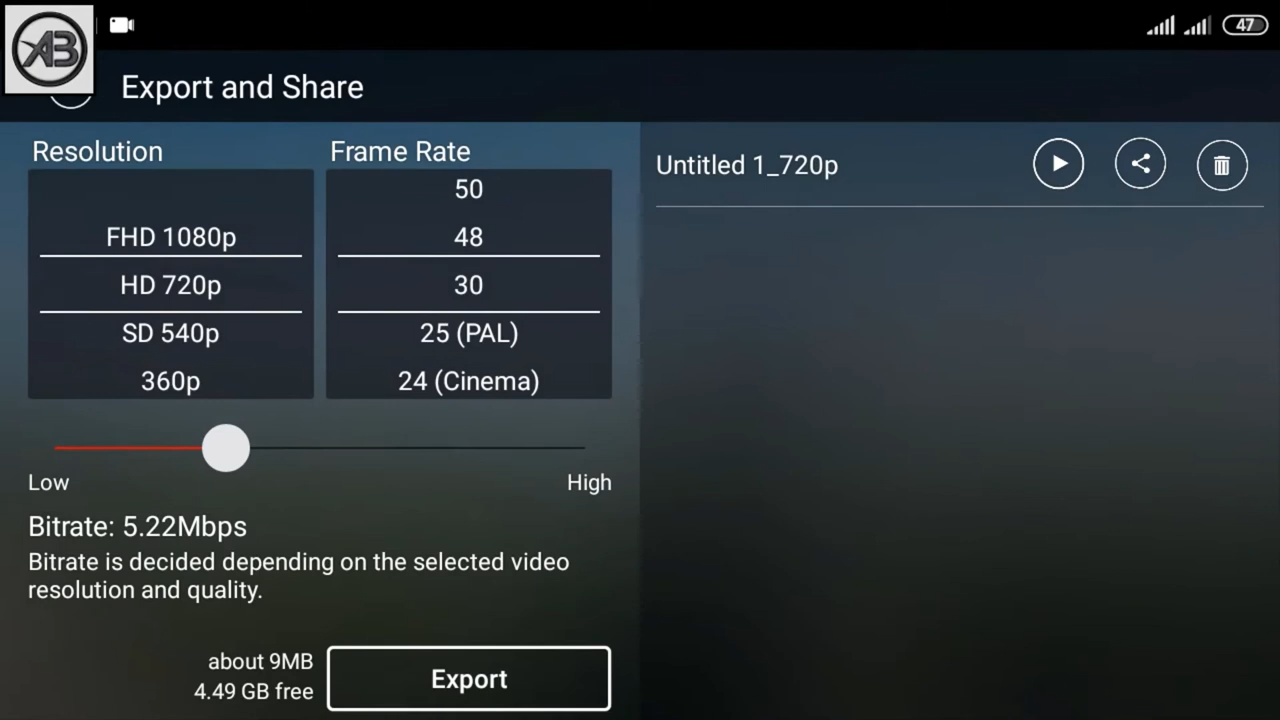 AB
47
Export and Share
Resolution
FHD 1080p
HD 720p
SD 540p
360p
Frame Rate
50
48
30
25 (PAL)
24 (Cinema)
Low
High
Bitrate: 5.22Mbps
Bitrate is decided depending on the selected video
resolution and quality.
about 9MB
4.49 GB free
Export
Untitled 1_720p